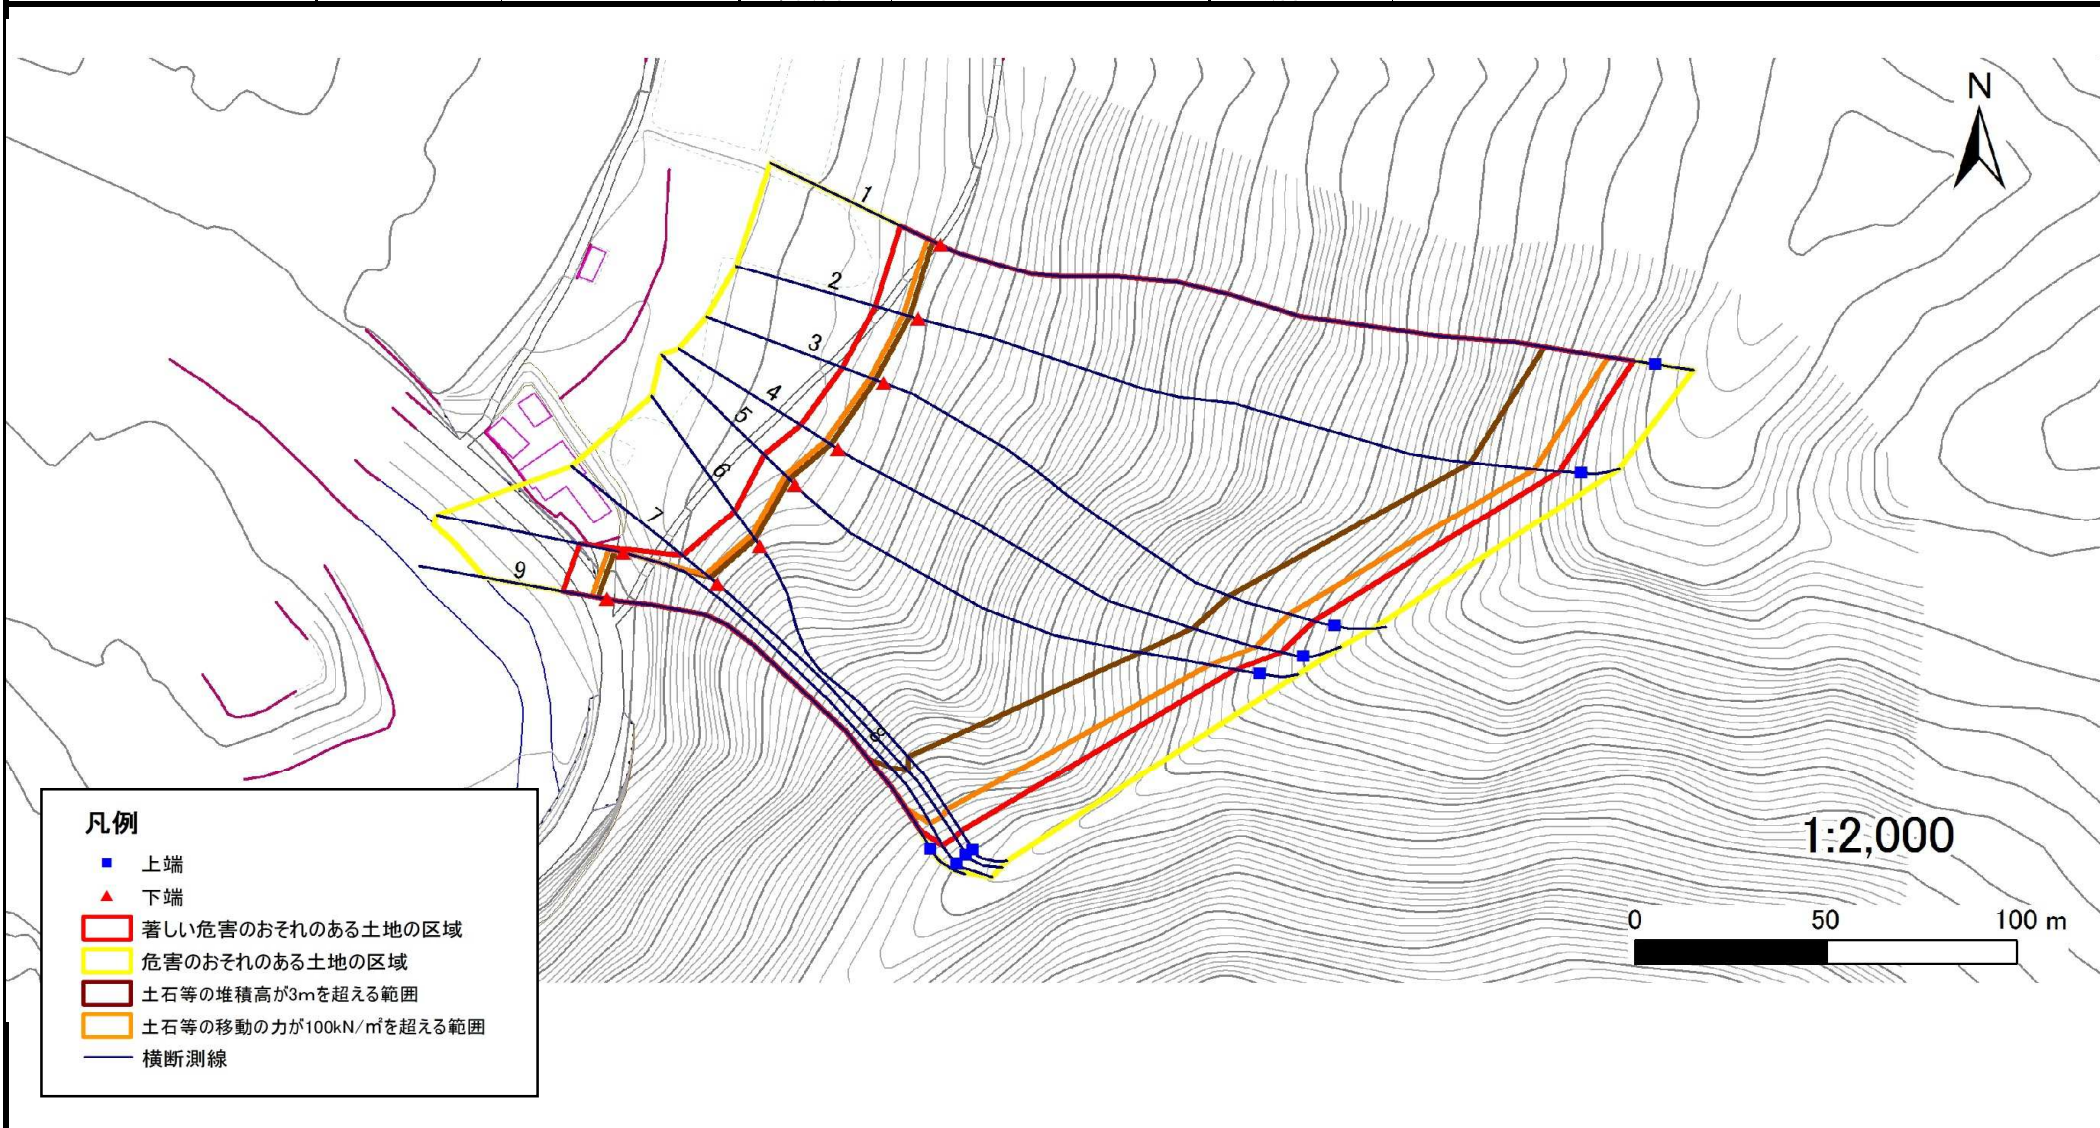 N
1
2
3
4
5
6
7
8
9
1:2,000
0 50 100 m
凡例
上端
下端
著しい危害のおそれのある土地の区域
危害のおそれのある土地の区域
土石等の堆積高が3mを超える範囲
土石等の移動の力が100kN/㎡を超える範囲
横断測線